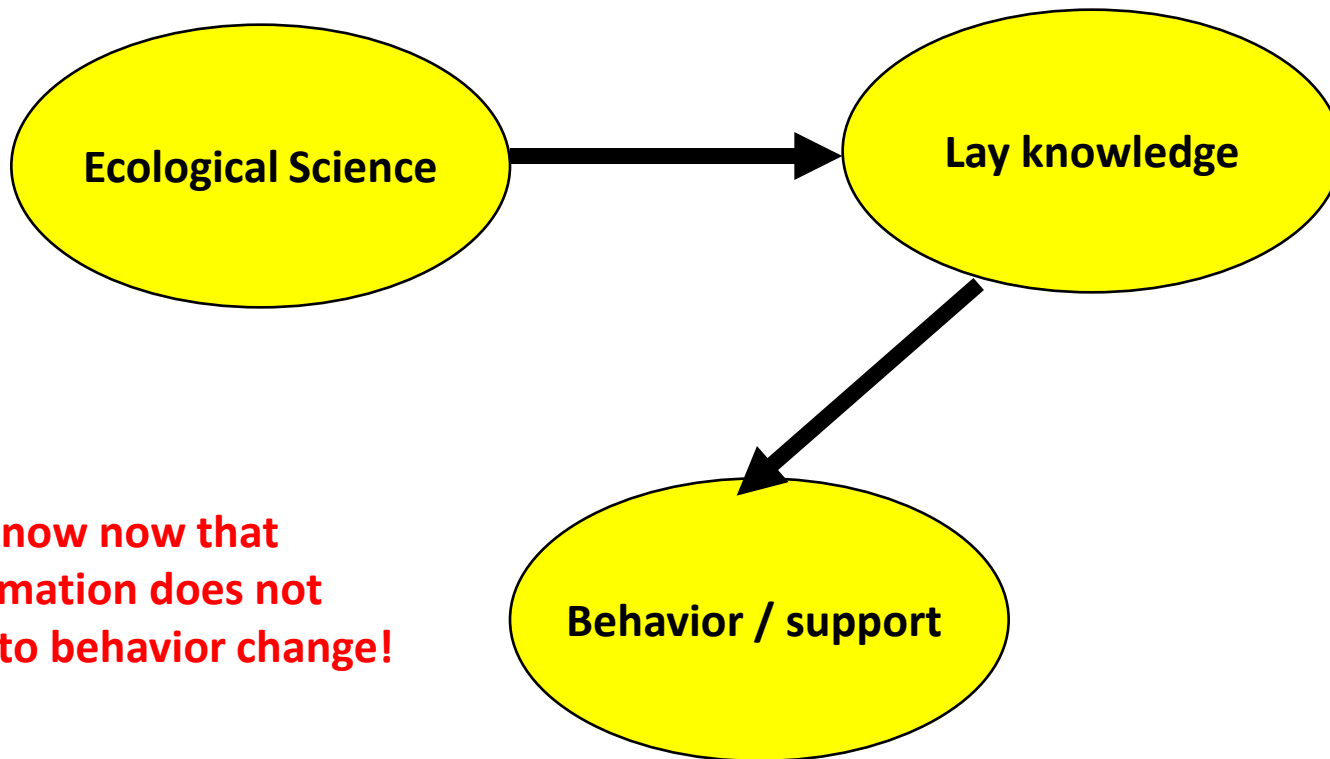 Ecological Science
Lay knowledge
now now that
mation does not
to behavior change!
Behavior / support